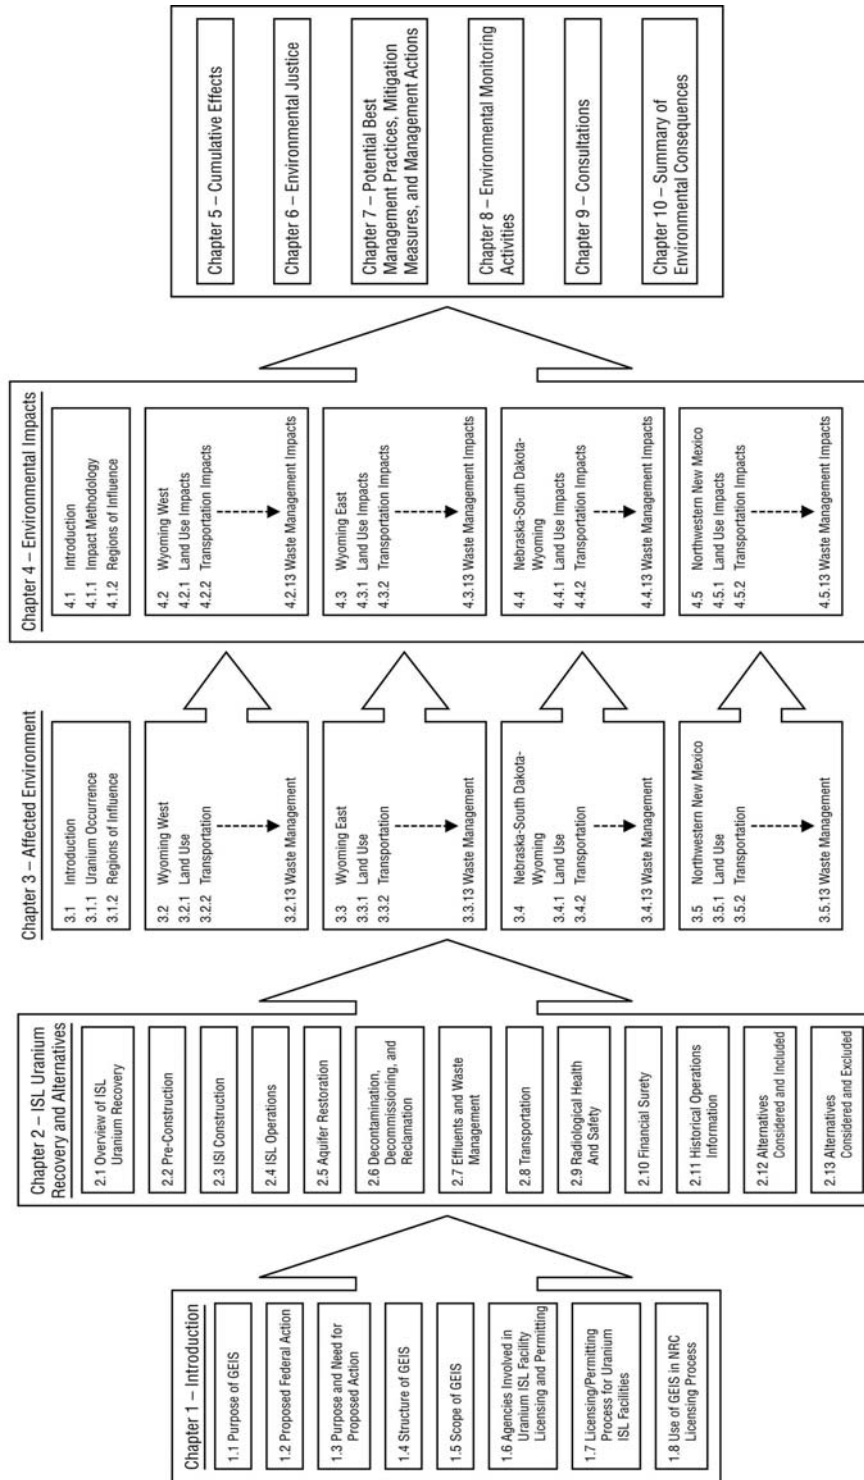 Chapter 1 – Introduction
1.1 Purpose of GEIS
1.2 Proposed Federal Action
1.3 Purpose and Need for
Proposed Action
1.4 Structure of GEIS
1.5 Scope of GEIS
1.6 Agencies Involved in
Uranium ISL Facility
Licensing and Permitting
1.7 Licensing/Permitting
Process for Uranium
ISL Facilities
1.8 Use of GEIS in NRC
Licensing Process
Chapter 2 – ISL Uranium
Recovery and Alternatives
2.1 Overview of ISL
Uranium Recovery
2.2 Pre-Construction
2.3 ISl Construction
2.4 ISL Operations
2.5 Aquifer Restoration
2.6 Decontamination,
Decommissioning, and
Reclamation
2.7 Effluents and Waste
Management
2.8 Transportation
2.9 Radiological Health
And Safety
2.10 Financial Surety
2.11 Historical Operations
Information
2.12 Alternatives
Considered and Included
2.13 Alternatives
Considered and Excluded
Chapter 3 – Affected Environment
3.1 Introduction
3.1.1 Uranium Occurrence
3.1.2 Regions of Influence
3.2 Wyoming West
3.2.1 Land Use
3.2.2 Transportation
3.2.13 Waste Management
3.3 Wyoming East
3.3.1 Land Use
3.3.2 Transportation
3.3.13 Waste Management
3.4 Nebraska-South Dakota-
Wyoming
3.4.1 Land Use
3.4.2 Transportation
3.4.13 Waste Management
3.5 Northwestern New Mexico
3.5.1 Land Use
3.5.2 Transportation
3.5.13 Waste Management
Chapter 4 – Environmental Impacts
4.1 Introduction
4.1.1 Impact Methodology
4.1.2 Regions of Influence
4.2 Wyoming West
4.2.1 Land Use Impacts
4.2.2 Transportation Impacts
4.2.13 Waste Management Impacts
4.3 Wyoming East
4.3.1 Land Use Impacts
4.3.2 Transportation Impacts
4.3.13 Waste Management Impacts
4.4 Nebraska-South Dakota-
Wyoming
4.4.1 Land Use Impacts
4.4.2 Transportation Impacts
4.4.13 Waste Management Impacts
4.5 Northwestern New Mexico
4.5.1 Land Use Impacts
4.5.2 Transportation Impacts
4.5.13 Waste Management Impacts
Chapter 5 – Cumulative Effects
Chapter 6 – Environmental Justice
Chapter 7 – Potential Best
Management Practices, Mitigation
Measures, and Management Actions
Chapter 8 – Environmental Monitoring
Activities
Chapter 9 – Consultations
Chapter 10 – Summary of
Environmental Consequences